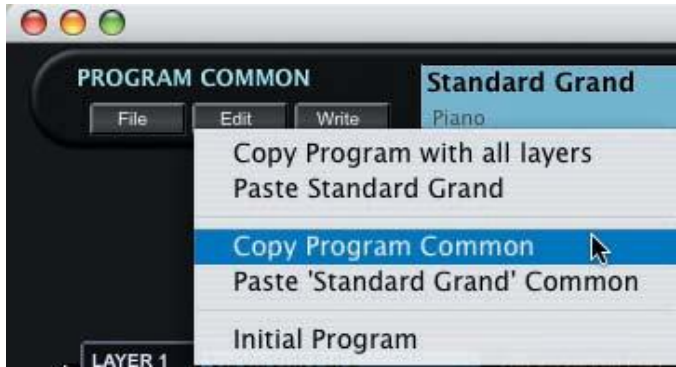 PROGRAM COMMON
Standard Grand
File Edit Write
Piano
Copy Program with all layers
Paste Standard Grand
Copy Program Common
Paste 'Standard Grand' Common
Initial Program
LAYER 1